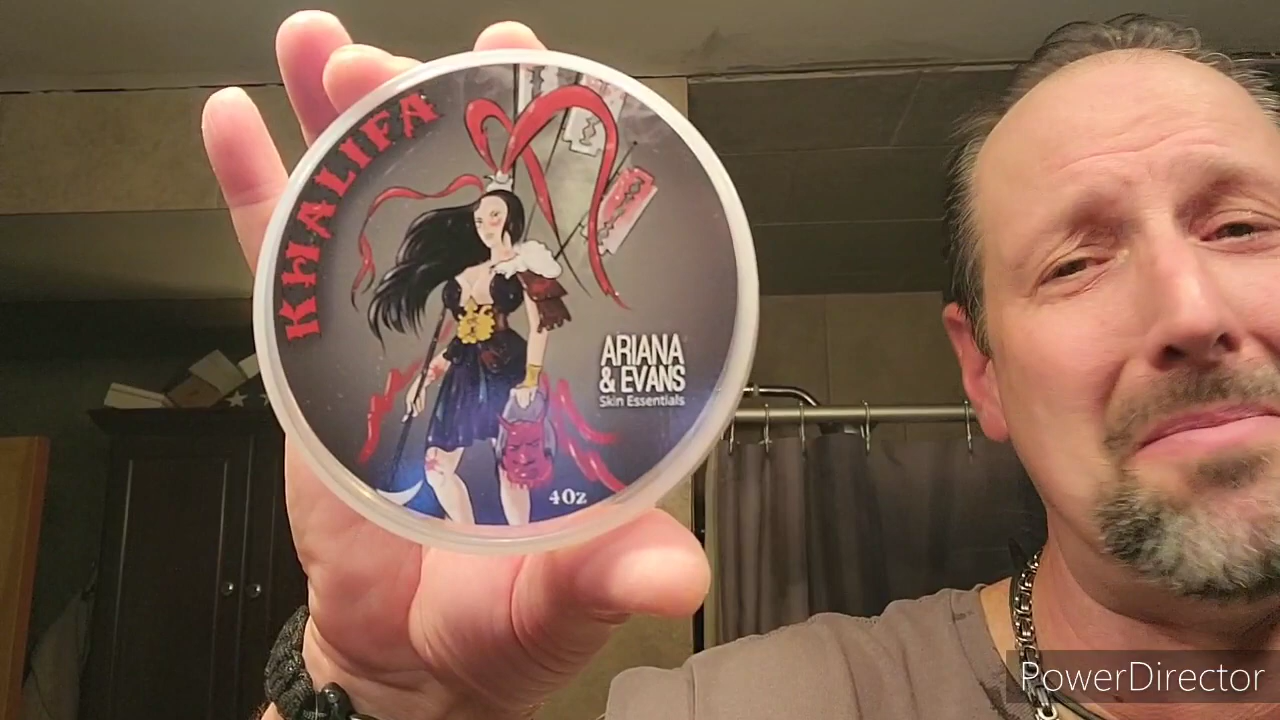 KHALIFA
ARIANA
& EVANS
Skin Essentials
4Oz
PowerDirector